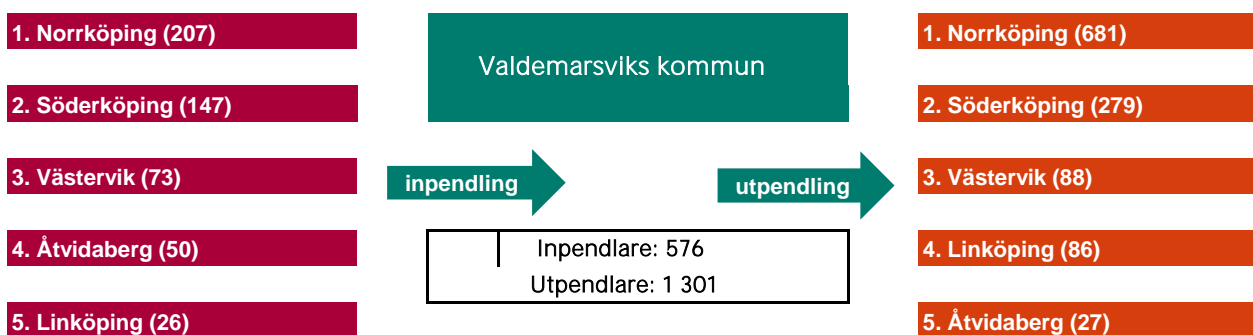 1. Norrköping (207)
2. Söderköping (147)
3. Västervik (73)
4. Åtvidaberg (50)
5. Linköping (26)
inpendling
Valdemarsviks kommun
Inpendlare: 576
Utpendlare: 1 301
utpendling
1. Norrköping (681)
2. Söderköping (279)
3. Västervik (88)
4. Linköping (86)
5. Åtvidaberg (27)